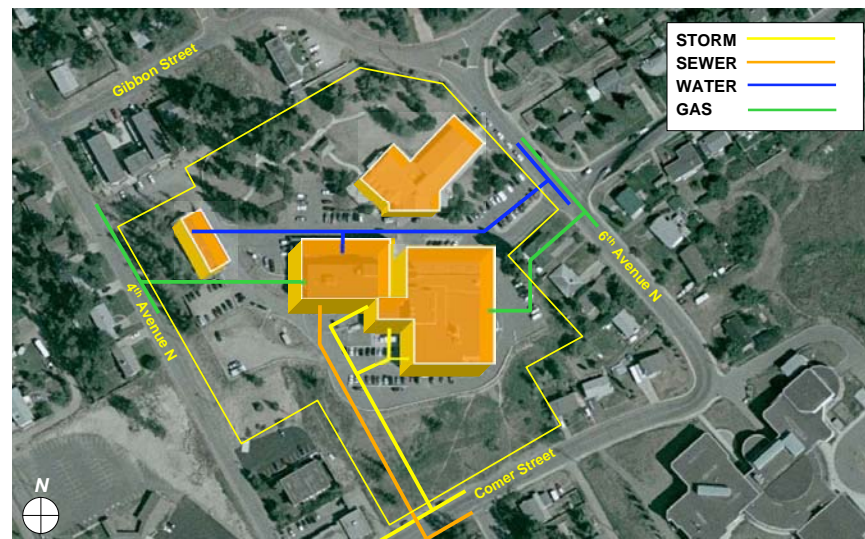 Gibbon Street
STORM
SEWER
WATER
GAS
6th Avenue N
4th Avenue N
Comer Street
N